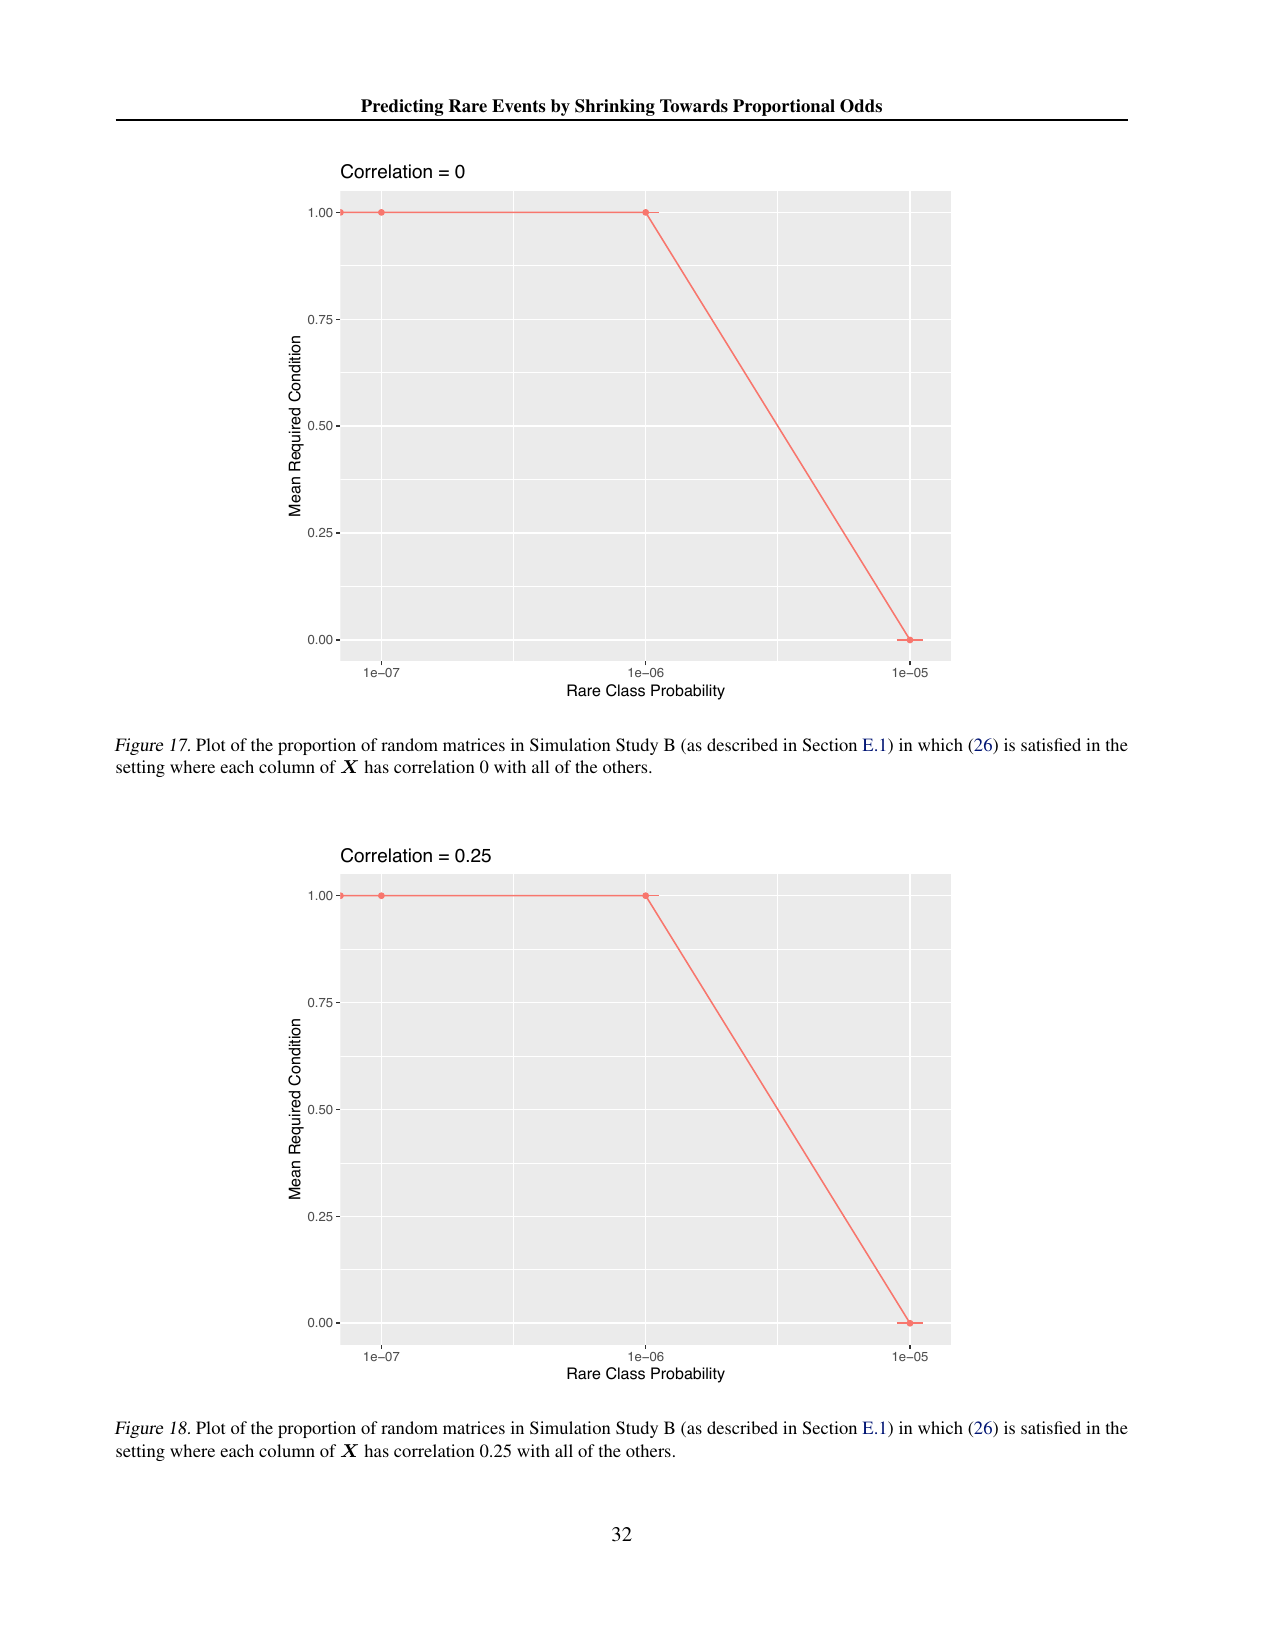 Predicting Rare Events by Shrinking Towards Proportional Odds
Correlation = 0
1.00
0.75
0.50
0.25
0.00
Mean Required Condition
1e−07 1e−06 1e−05
Rare Class Probability
Figure 17. Plot of the proportion of random matrices in Simulation Study B (as described in Section E.1) in which (26) is satisfied in the
setting where each column of X has correlation 0 with all of the others.
Correlation = 0.25
1.00
0.75
0.50
0.25
0.00
Mean Required Condition
1e−07 1e−06 1e−05
Rare Class Probability
Figure 18. Plot of the proportion of random matrices in Simulation Study B (as described in Section E.1) in which (26) is satisfied in the
setting where each column of X has correlation 0.25 with all of the others.
32